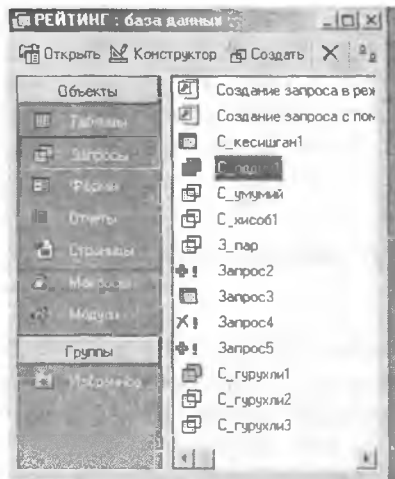 РЕЙТИНГ : база данных
Открыть Конструктор Создать
Объекты
Таблицы
Запросы
Формы
Отчеты
Страницы
Макросы
Модули
Группы
Избранное
Создание запроса в реж
Создание запроса с пом
С_кесишган1
С_умумий
С_хисоб1
З_пар
Запрос2
Запрос3
Запрос4
Запрос5
С_гурухли1
С_гурухли2
С_гурухли3